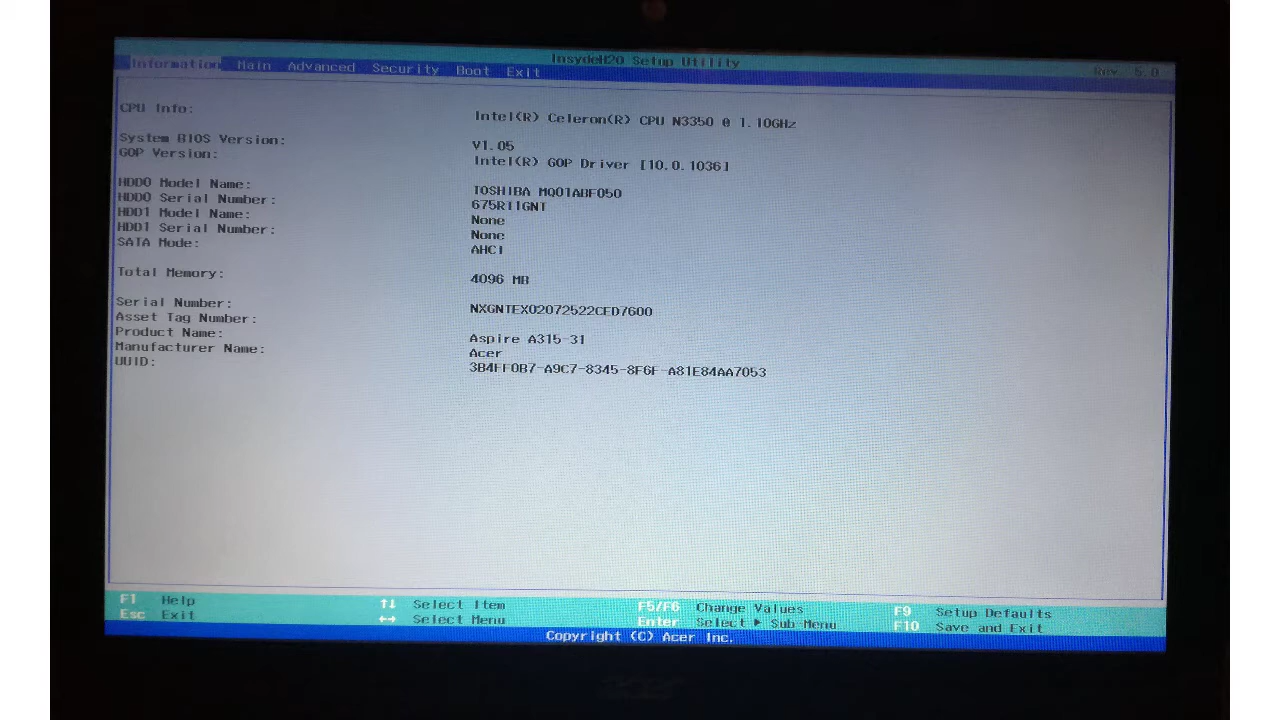 InsydeH20 Setup Utility Rev. 5.0
Information Main Advanced Security Boot Exit
CPU Info: Intel(R) Celeron(R) CPU N3350 @ 1.10GHz
System BIOS Version: V1.05
GOP Version: Intel(R) GOP Driver [10.0.1036]
HDD0 Model Name: TOSHIBA MQ01ABF050
HDD0 Serial Number: 675RI1GNT
HDD1 Model Name: None
HDD1 Serial Number: None
SATA Mode: AHCI
Total Memory: 4096 MB
Serial Number: NXGNTEX02072522CFD7600
Asset Tag Number:
Product Name: Aspire A315-31
Manufacturer Name: Acer
UUID: 3B4FF0B7-A9C7-8345-8F6F-A81E84AA7053
F1 Help ↑↓ Select Item F5/F6 Change Values F9 Setup Defaults
Esc Exit ←→ Select Menu Enter Select ▶ Sub Menu F10 Save and Exit
Copyright (C) Acer Inc.
acer